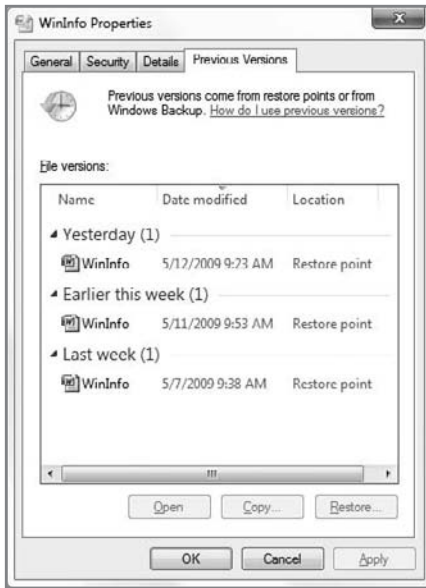 WinInfo Properties
General Security Details Previous Versions
Previous versions come from restore points or from
Windows Backup. How do I use previous versions?
File versions:
Name Date modified Location
Yesterday (1)
WinInfo 5/12/2009 9:23 AM Restore point
Earlier this week (1)
WinInfo 5/11/2009 9:53 AM Restore point
Last week (1)
WinInfo 5/7/2009 9:38 AM Restore point
Open Copy... Restore...
OK Cancel Apply